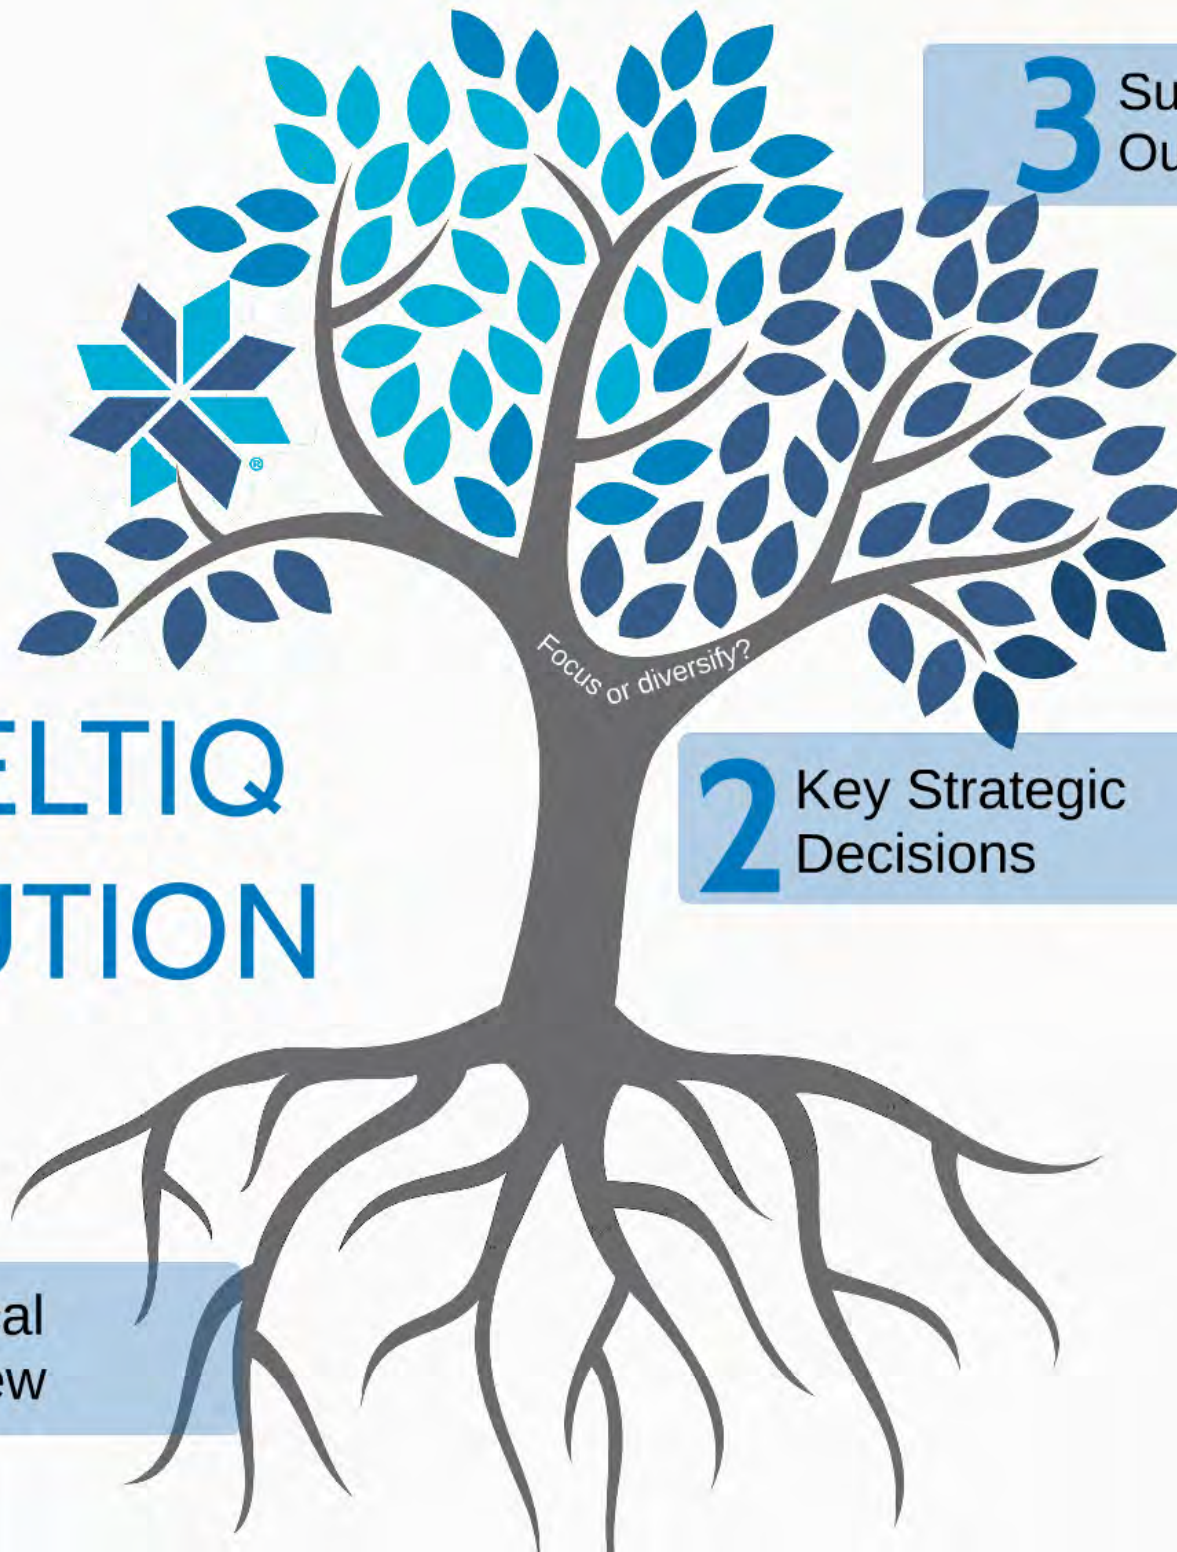 3 Su
Ou
Focus or diversify?
ELTIQ
2 Key Strategic
Decisions
UTION
al
ew
®